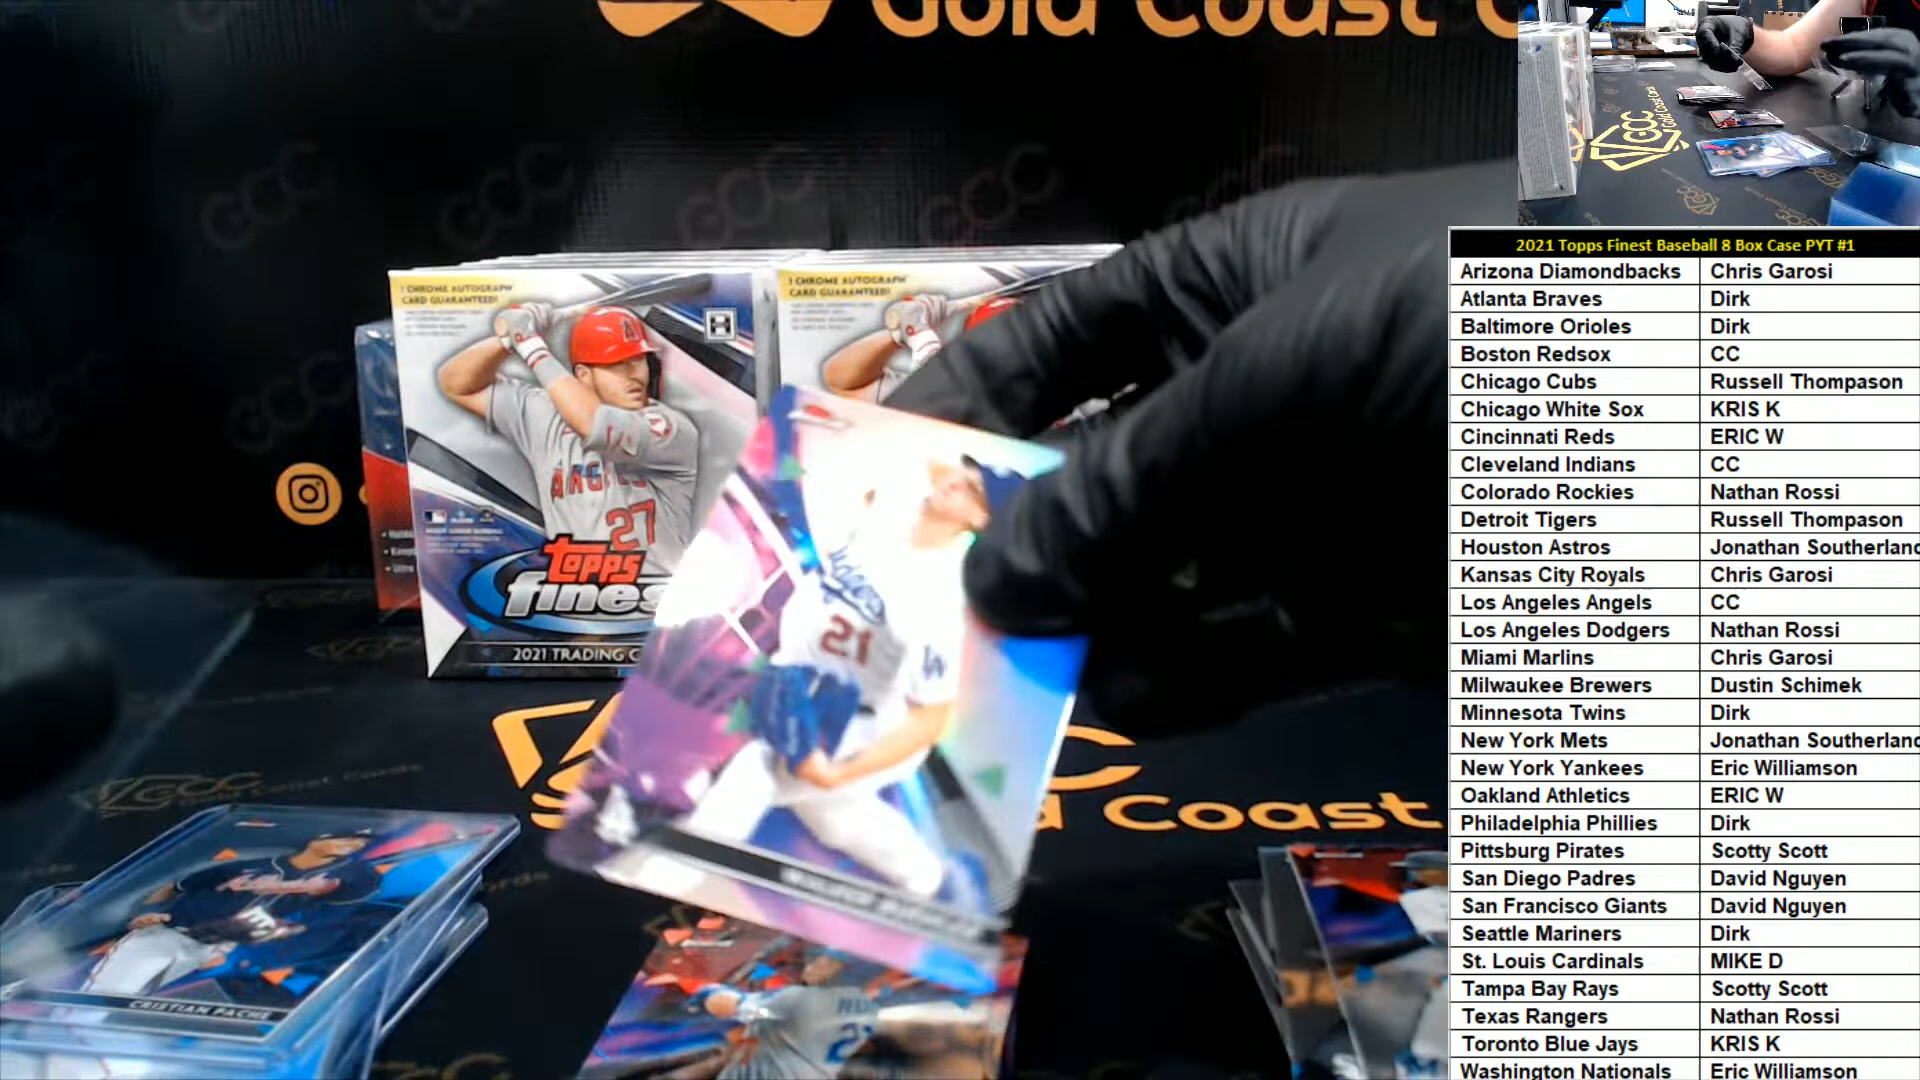 Gold Coast C
GCC
Gold Coast Cards
1 CHROME AUTOGRAPH
CARD GUARANTEED!
1 CHROME AUTOGRAPH
CARD GUARANTEED!
ANGELS
27
topps
fines
2021 TRADING C
21
LA
Coast
CRISTIAN PACHE
2021 Topps Finest Baseball 8 Box Case PYT #1
Arizona Diamondbacks Chris Garosi
Atlanta Braves Dirk
Baltimore Orioles Dirk
Boston Redsox CC
Chicago Cubs Russell Thompason
Chicago White Sox KRIS K
Cincinnati Reds ERIC W
Cleveland Indians CC
Colorado Rockies Nathan Rossi
Detroit Tigers Russell Thompason
Houston Astros Jonathan Southerland
Kansas City Royals Chris Garosi
Los Angeles Angels CC
Los Angeles Dodgers Nathan Rossi
Miami Marlins Chris Garosi
Milwaukee Brewers Dustin Schimek
Minnesota Twins Dirk
New York Mets Jonathan Southerland
New York Yankees Eric Williamson
Oakland Athletics ERIC W
Philadelphia Phillies Dirk
Pittsburg Pirates Scotty Scott
San Diego Padres David Nguyen
San Francisco Giants David Nguyen
Seattle Mariners Dirk
St. Louis Cardinals MIKE D
Tampa Bay Rays Scotty Scott
Texas Rangers Nathan Rossi
Toronto Blue Jays KRIS K
Washington Nationals Eric Williamson